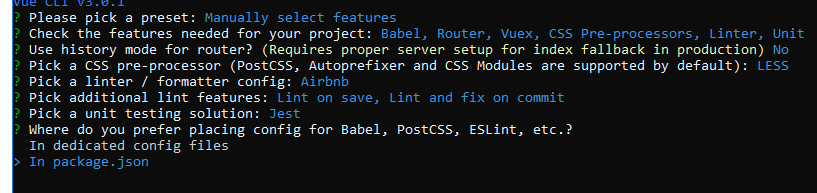 Vue CLI v3.0.1
? Please pick a preset: Manually select features
? Check the features needed for your project: Babel, Router, Vuex, CSS Pre-processors, Linter, Unit
? Use history mode for router? (Requires proper server setup for index fallback in production) No
? Pick a CSS pre-processor (PostCSS, Autoprefixer and CSS Modules are supported by default): LESS
? Pick a linter / formatter config: Airbnb
? Pick additional lint features: Lint on save, Lint and fix on commit
? Pick a unit testing solution: Jest
? Where do you prefer placing config for Babel, PostCSS, ESLint, etc.?
In dedicated config files
> In package.json